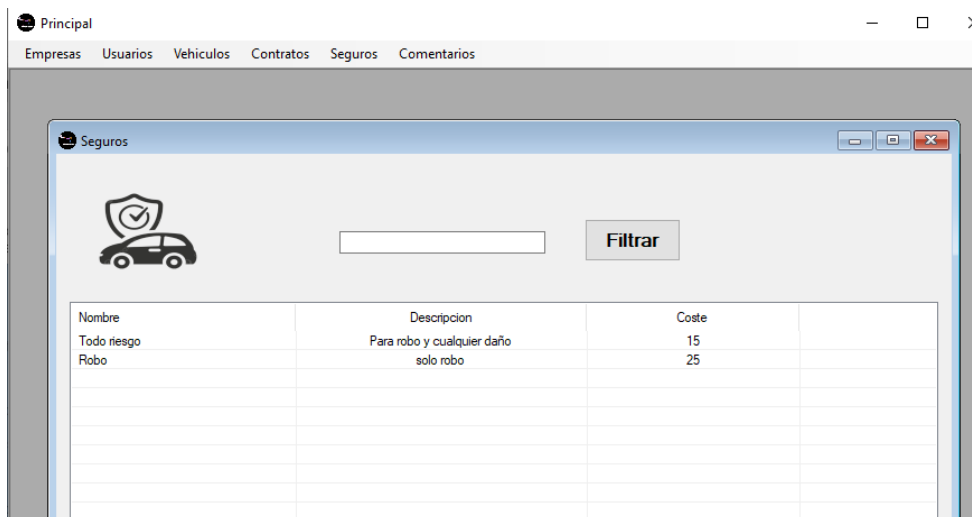 Principal
Empresas Usuarios Vehiculos Contratos Seguros Comentarios
Seguros
Filtrar
Nombre Descripcion Coste
Todo riesgo Para robo y cualquier daño 15
Robo solo robo 25